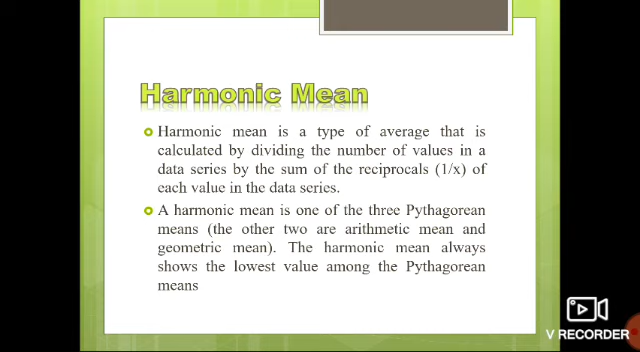 Harmonic Mean
Harmonic mean is a type of average that is
calculated by dividing the number of values in a
data series by the sum of the reciprocals (1/x) of
each value in the data series.
A harmonic mean is one of the three Pythagorean
means (the other two are arithmetic mean and
geometric mean). The harmonic mean always
shows the lowest value among the Pythagorean
means
V RECORDER